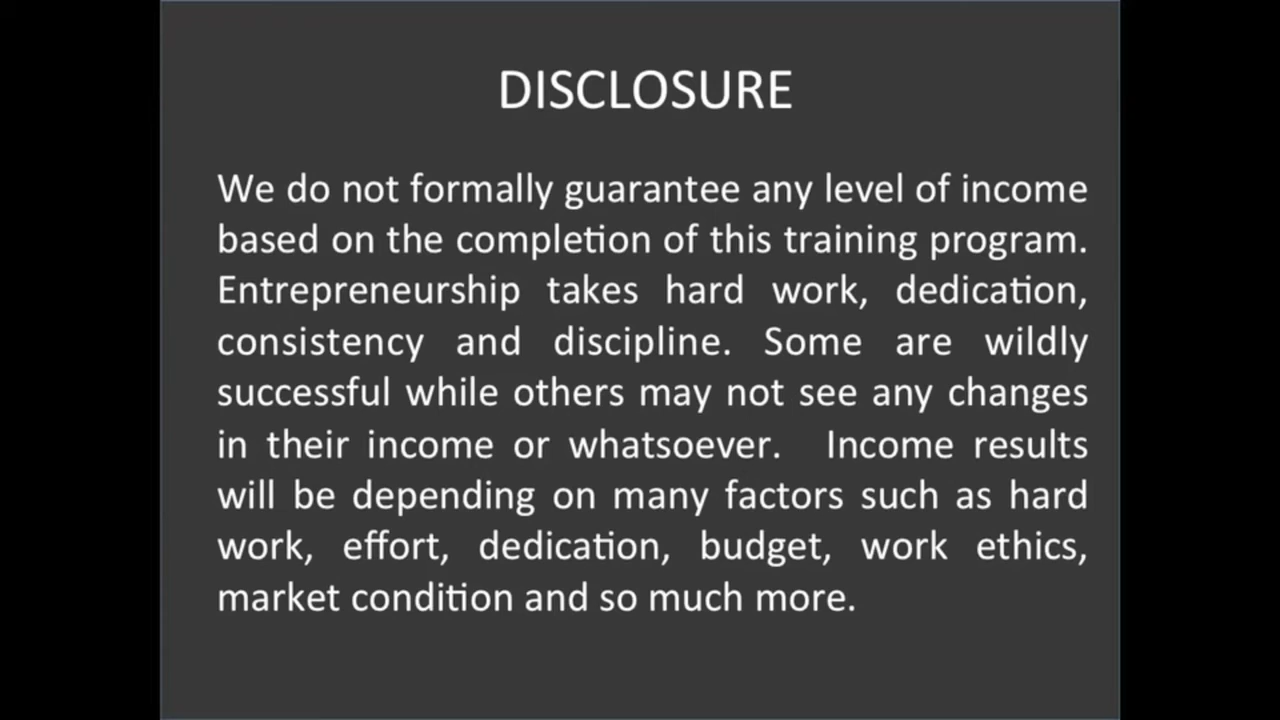 DISCLOSURE
We do not formally guarantee any level of income
based on the completion of this training program.
Entrepreneurship takes hard work, dedication,
consistency and discipline. Some are wildly
successful while others may not see any changes
in their income or whatsoever. Income results
will be depending on many factors such as hard
work, effort, dedication, budget, work ethics,
market condition and so much more.